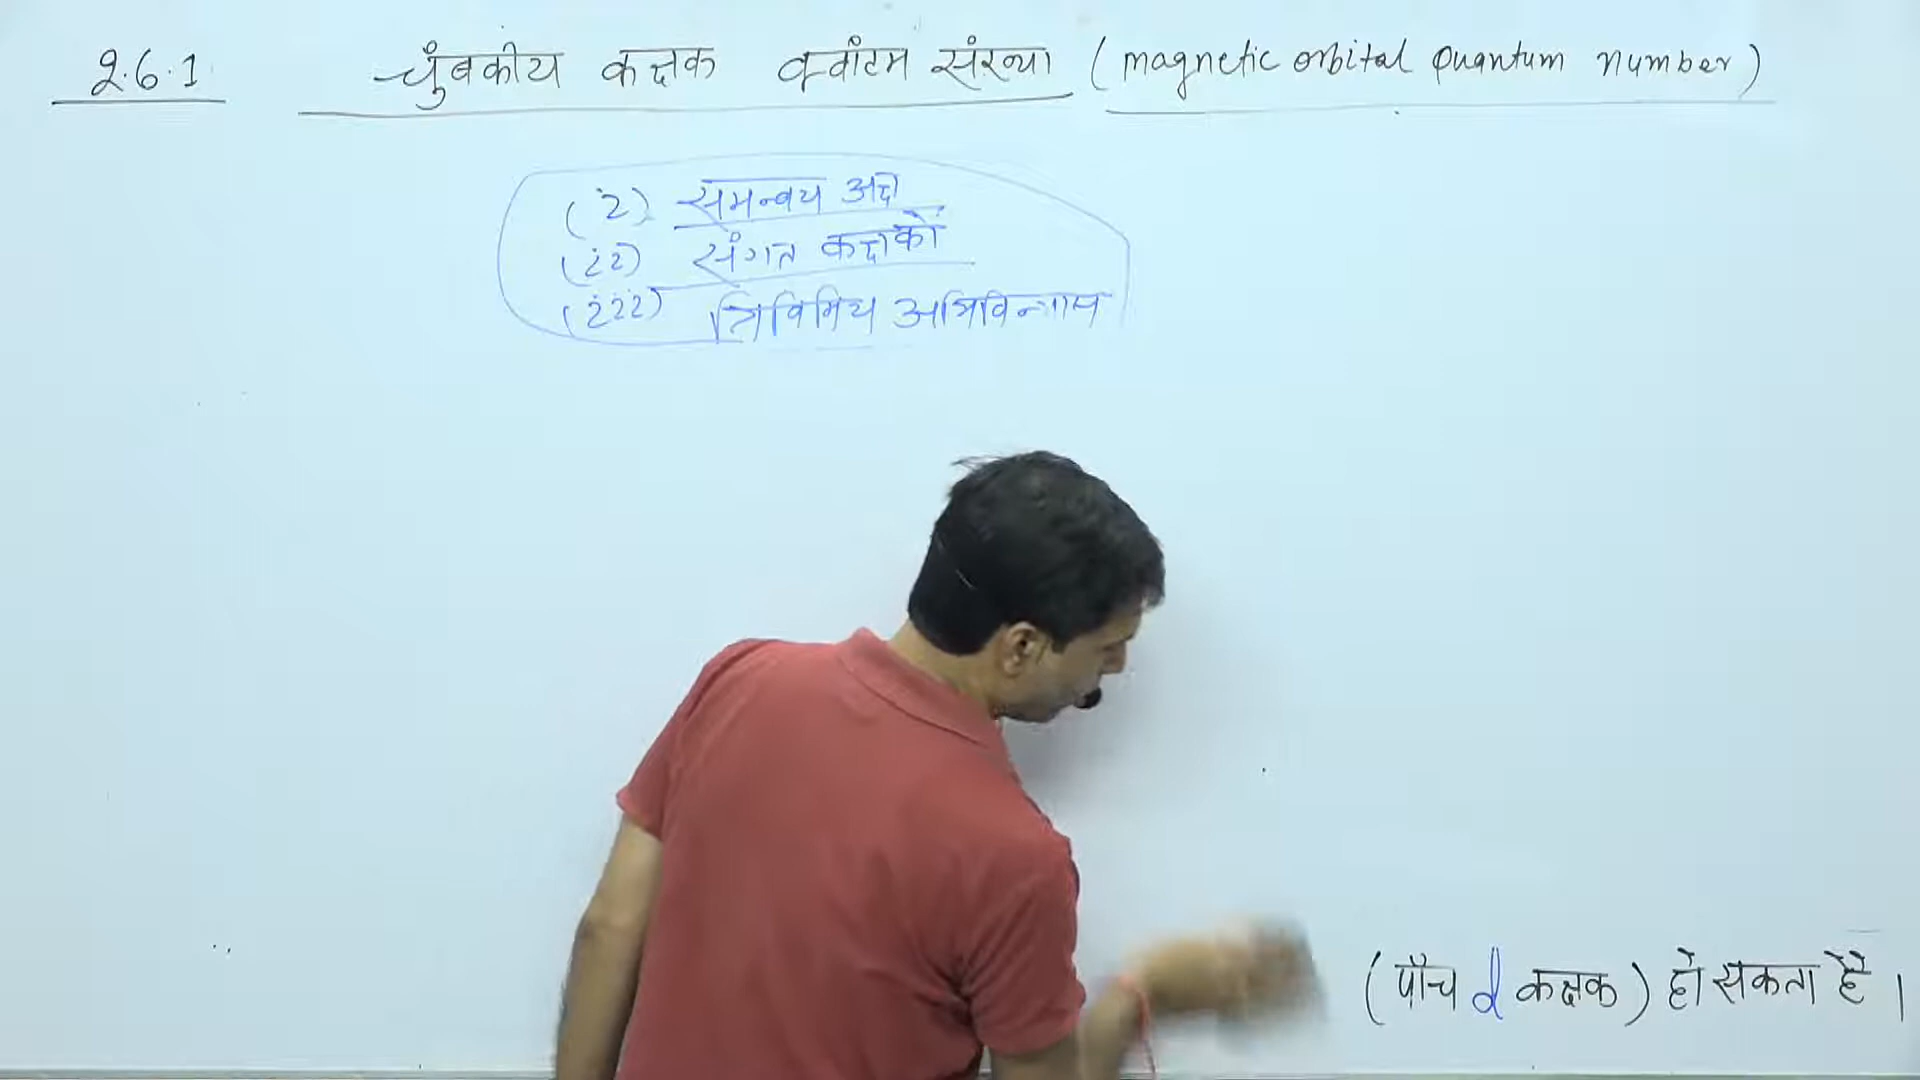 2.6.1 चुंबकीय कक्षक क्वांटम संख्या (magnetic orbital quantum number)
(i) समन्वय अक्ष
(ii) संगत कक्षकों
(iii) त्रिविमिय अभिविन्यास
(पाँच d कक्षक) हो सकता है ।